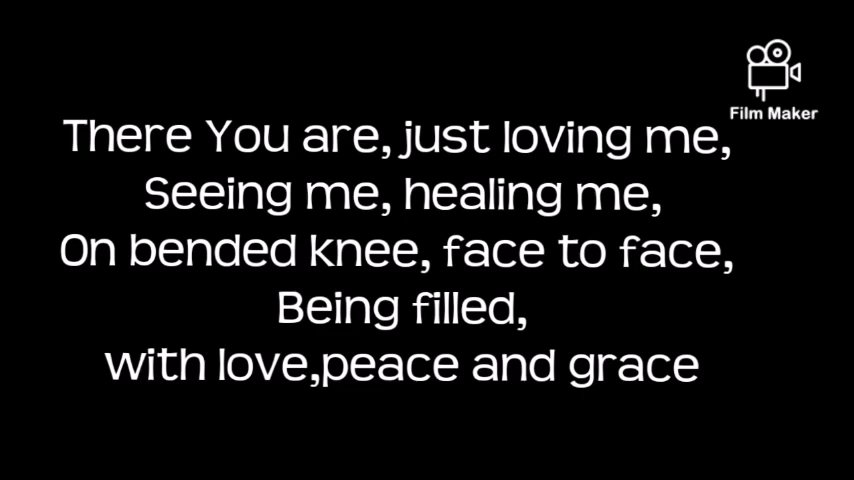 Film Maker
There You are, just loving me,
Seeing me, healing me,
On bended knee, face to face,
Being filled,
with love,peace and grace